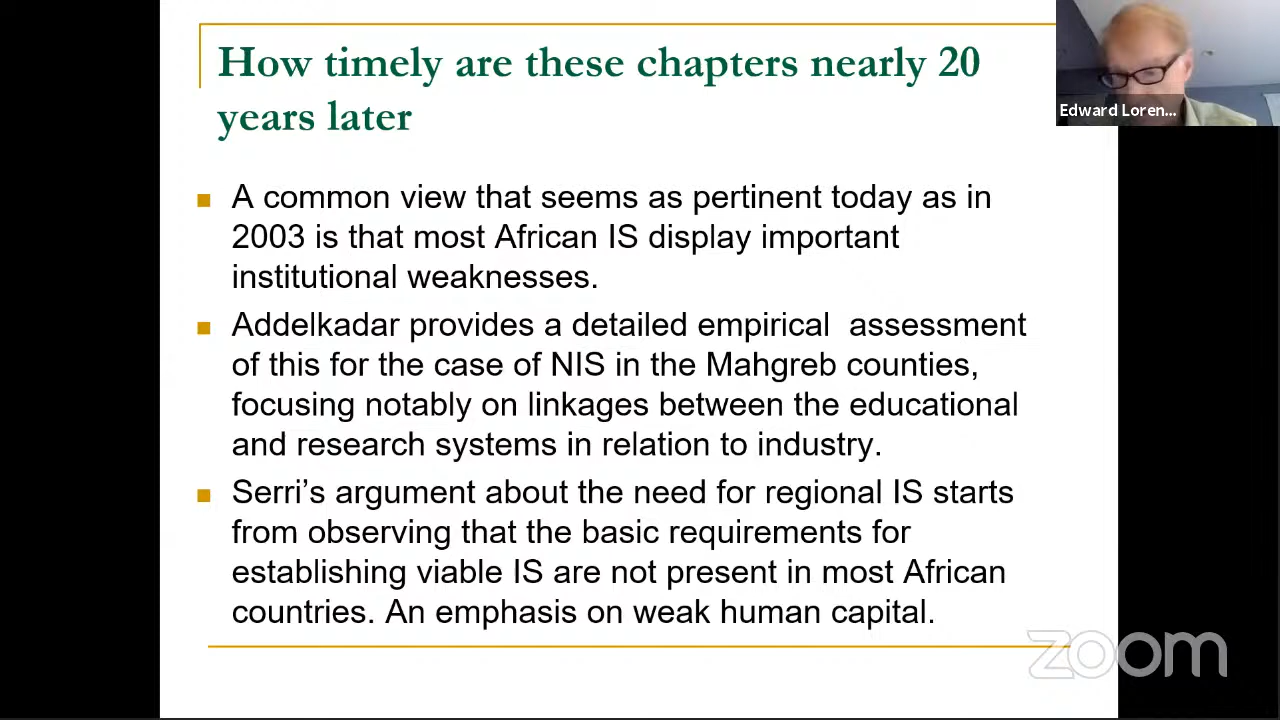 How timely are these chapters nearly 20
years later
A common view that seems as pertinent today as in
2003 is that most African IS display important
institutional weaknesses.
Addelkadar provides a detailed empirical assessment
of this for the case of NIS in the Mahgreb counties,
focusing notably on linkages between the educational
and research systems in relation to industry.
Serri’s argument about the need for regional IS starts
from observing that the basic requirements for
establishing viable IS are not present in most African
countries. An emphasis on weak human capital.
Edward Loren...
zoom